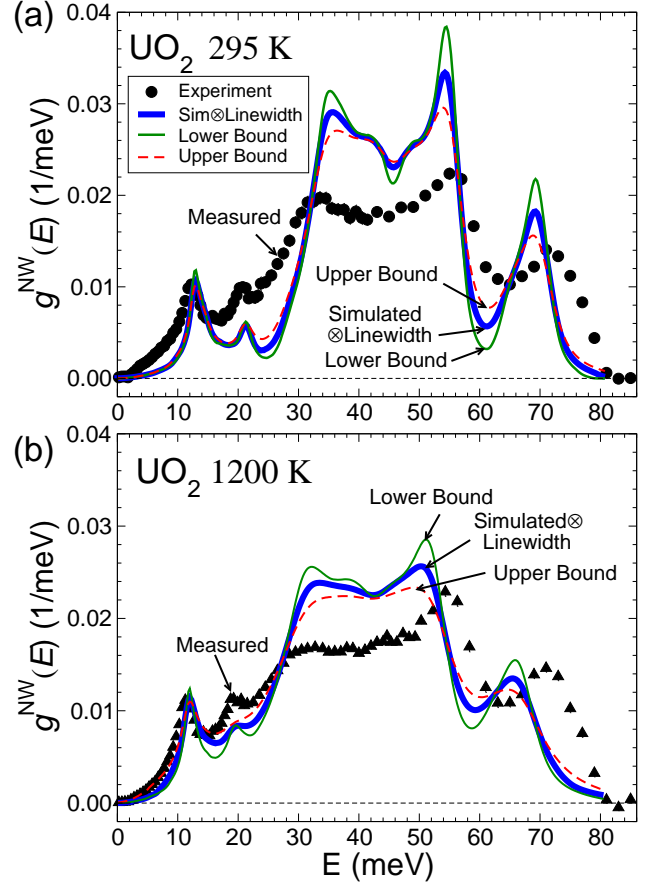 (a)
UO₂ 295 K
Experiment
Sim⊗Linewidth
Lower Bound
Upper Bound
Measured
Upper Bound
Simulated
⊗Linewidth
Lower Bound
g^NW(E) (1/meV)
0.04
0.03
0.02
0.01
0.00
0 10 20 30 40 50 60 70 80
(b)
UO₂ 1200 K
Lower Bound
Simulated⊗
Linewidth
Upper Bound
Measured
g^NW(E) (1/meV)
0.04
0.03
0.02
0.01
0.00
0 10 20 30 40 50 60 70 80
E (meV)